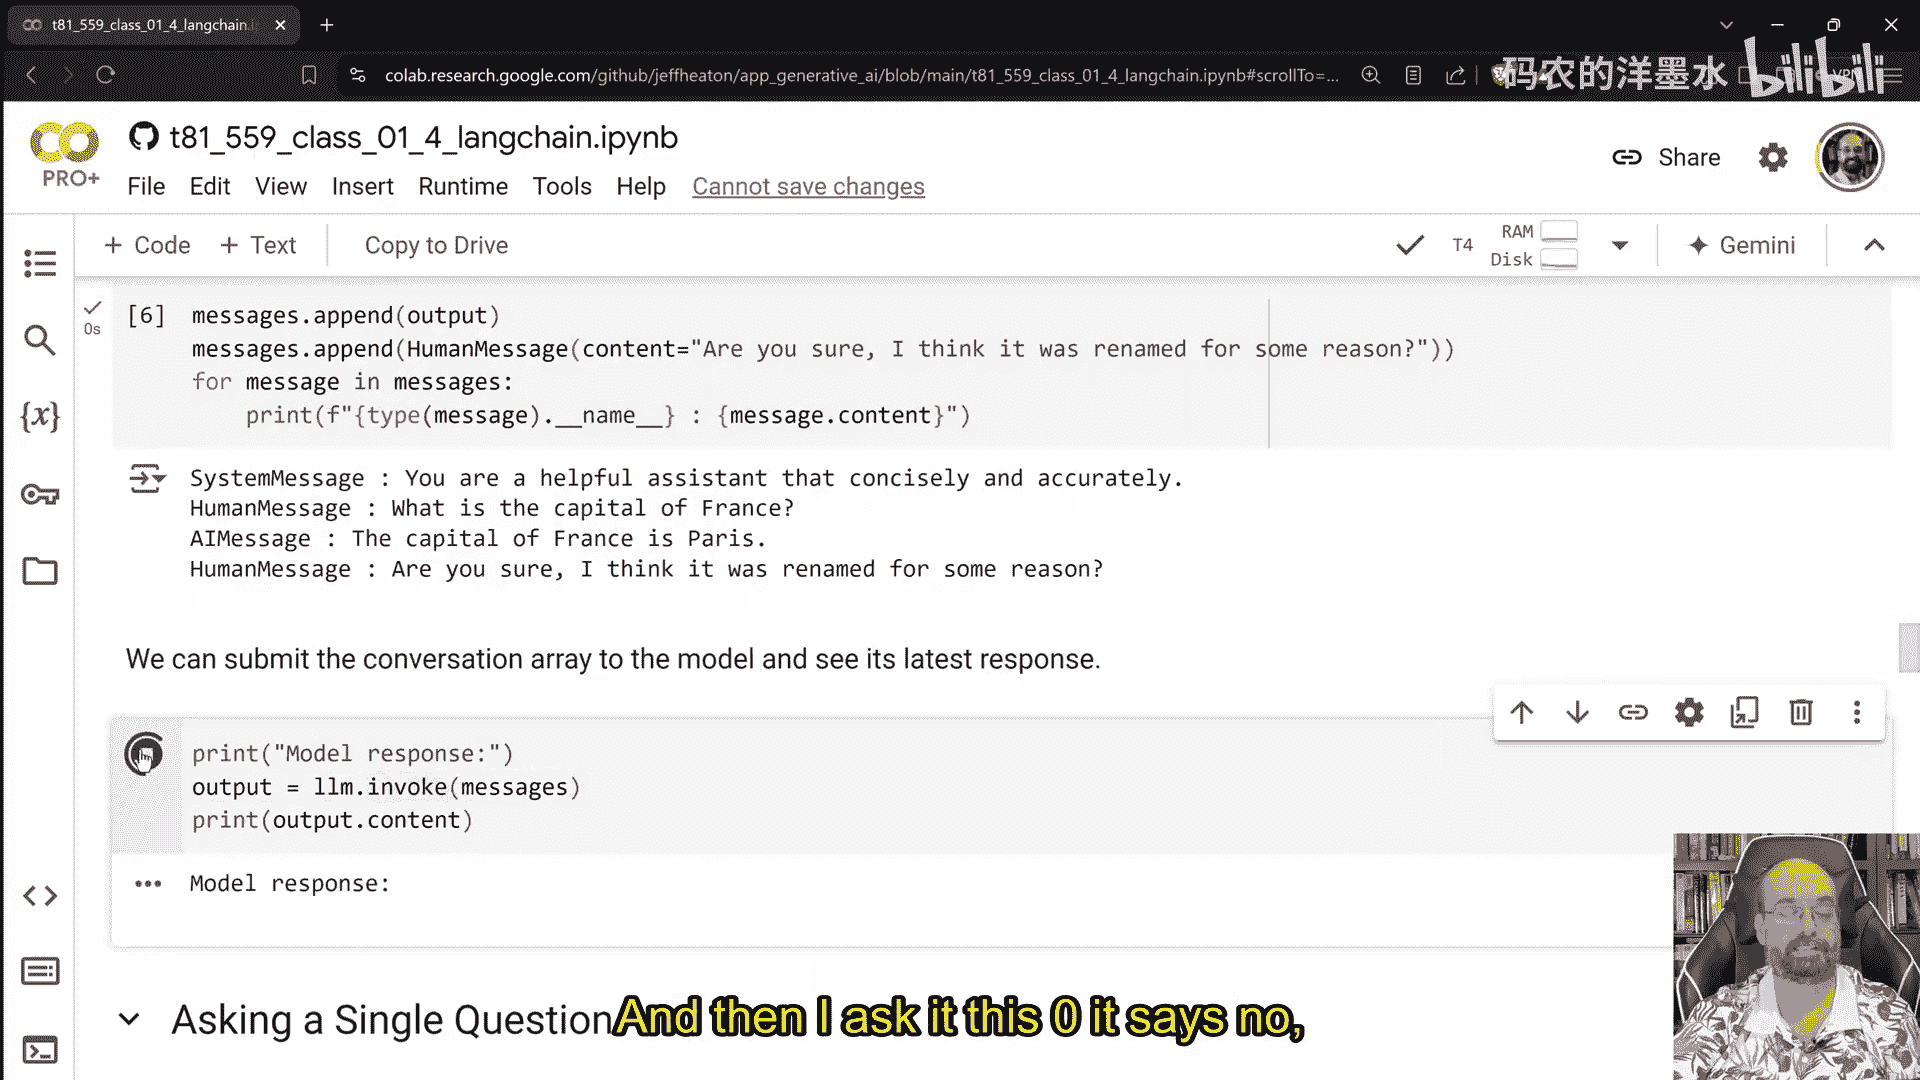 t81_559_class_01_4_langchain.i
colab.research.google.com/github/jeffheaton/app_generative_ai/blob/main/t81_559_class_01_4_langchain.ipynb#scrollTo=...
码农的洋墨水 bilibili
t81_559_class_01_4_langchain.ipynb
PRO+
File Edit View Insert Runtime Tools Help Cannot save changes
Share
+ Code + Text Copy to Drive
T4 RAM Disk Gemini
[6] messages.append(output)
0s
messages.append(HumanMessage(content="Are you sure, I think it was renamed for some reason?"))
for message in messages:
print(f"{type(message).__name__} : {message.content}")
SystemMessage : You are a helpful assistant that concisely and accurately.
HumanMessage : What is the capital of France?
AIMessage : The capital of France is Paris.
HumanMessage : Are you sure, I think it was renamed for some reason?
We can submit the conversation array to the model and see its latest response.
print("Model response:")
output = llm.invoke(messages)
print(output.content)
Model response:
Asking a Single Question
And then I ask it this 0 it says no,